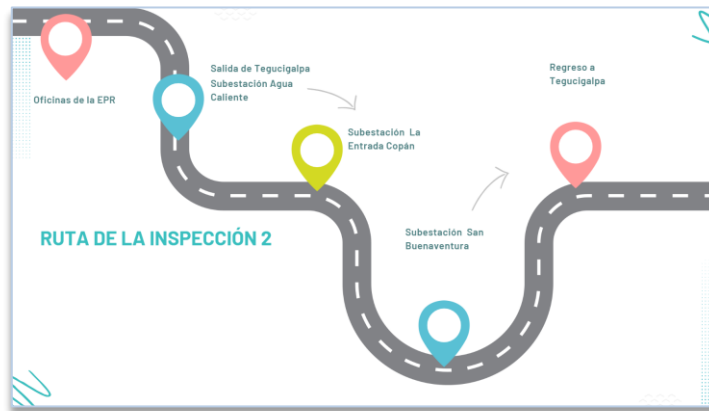 Oficinas de la EPR
Salida de Tegucigalpa
Subestación Agua
Caliente
Subestación La
Entrada Copán
Regreso a
Tegucigalpa
Subestación San
Buenaventura
RUTA DE LA INSPECCIÓN 2